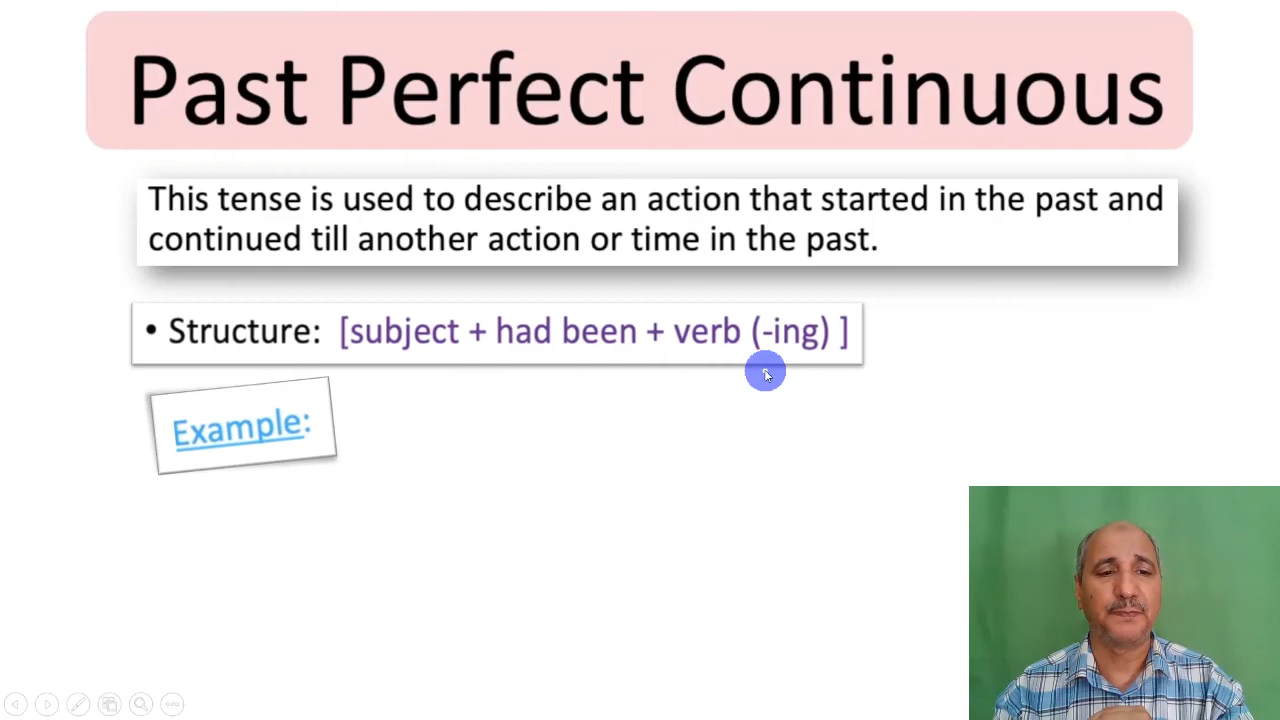 Past Perfect Continuous
This tense is used to describe an action that started in the past and
continued till another action or time in the past.
• Structure: [subject + had been + verb (-ing) ]
Example: